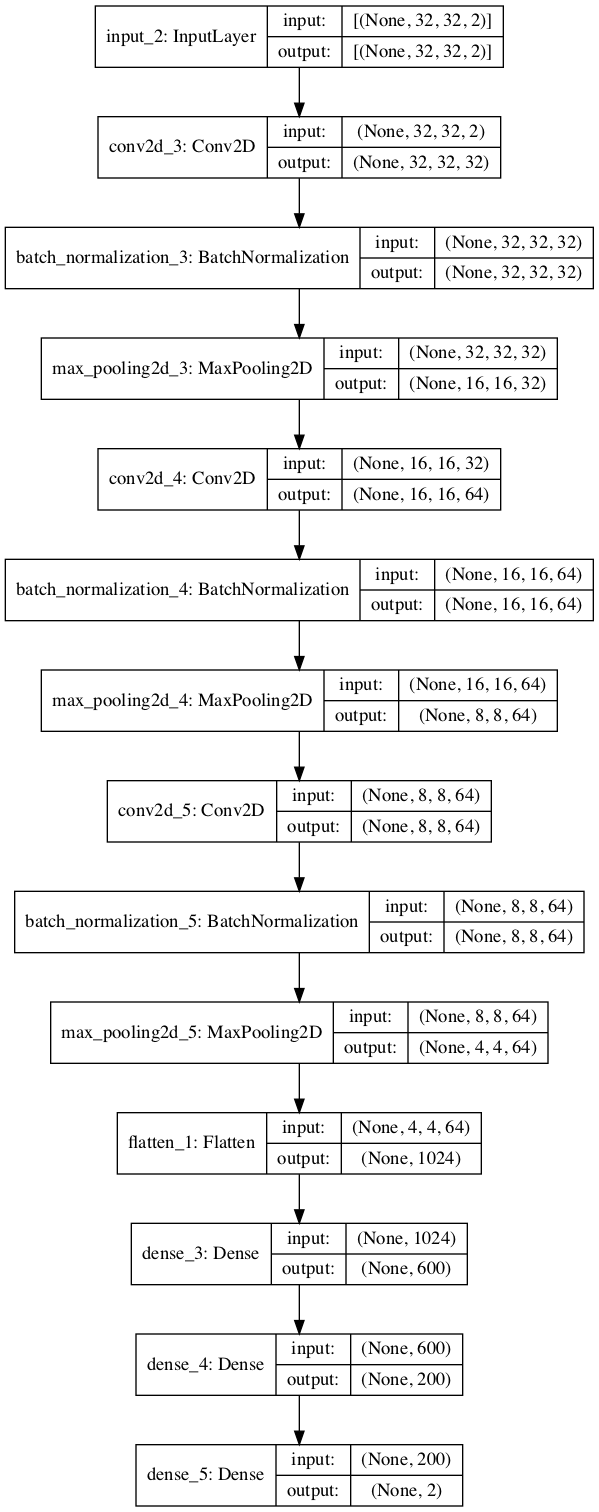 input_2: InputLayer
input: [(None, 32, 32, 2)]
output: [(None, 32, 32, 2)]
conv2d_3: Conv2D
input: (None, 32, 32, 2)
output: (None, 32, 32, 32)
batch_normalization_3: BatchNormalization
input: (None, 32, 32, 32)
output: (None, 32, 32, 32)
max_pooling2d_3: MaxPooling2D
input: (None, 32, 32, 32)
output: (None, 16, 16, 32)
conv2d_4: Conv2D
input: (None, 16, 16, 32)
output: (None, 16, 16, 64)
batch_normalization_4: BatchNormalization
input: (None, 16, 16, 64)
output: (None, 16, 16, 64)
max_pooling2d_4: MaxPooling2D
input: (None, 16, 16, 64)
output: (None, 8, 8, 64)
conv2d_5: Conv2D
input: (None, 8, 8, 64)
output: (None, 8, 8, 64)
batch_normalization_5: BatchNormalization
input: (None, 8, 8, 64)
output: (None, 8, 8, 64)
max_pooling2d_5: MaxPooling2D
input: (None, 8, 8, 64)
output: (None, 4, 4, 64)
flatten_1: Flatten
input: (None, 4, 4, 64)
output: (None, 1024)
dense_3: Dense
input: (None, 1024)
output: (None, 600)
dense_4: Dense
input: (None, 600)
output: (None, 200)
dense_5: Dense
input: (None, 200)
output: (None, 2)